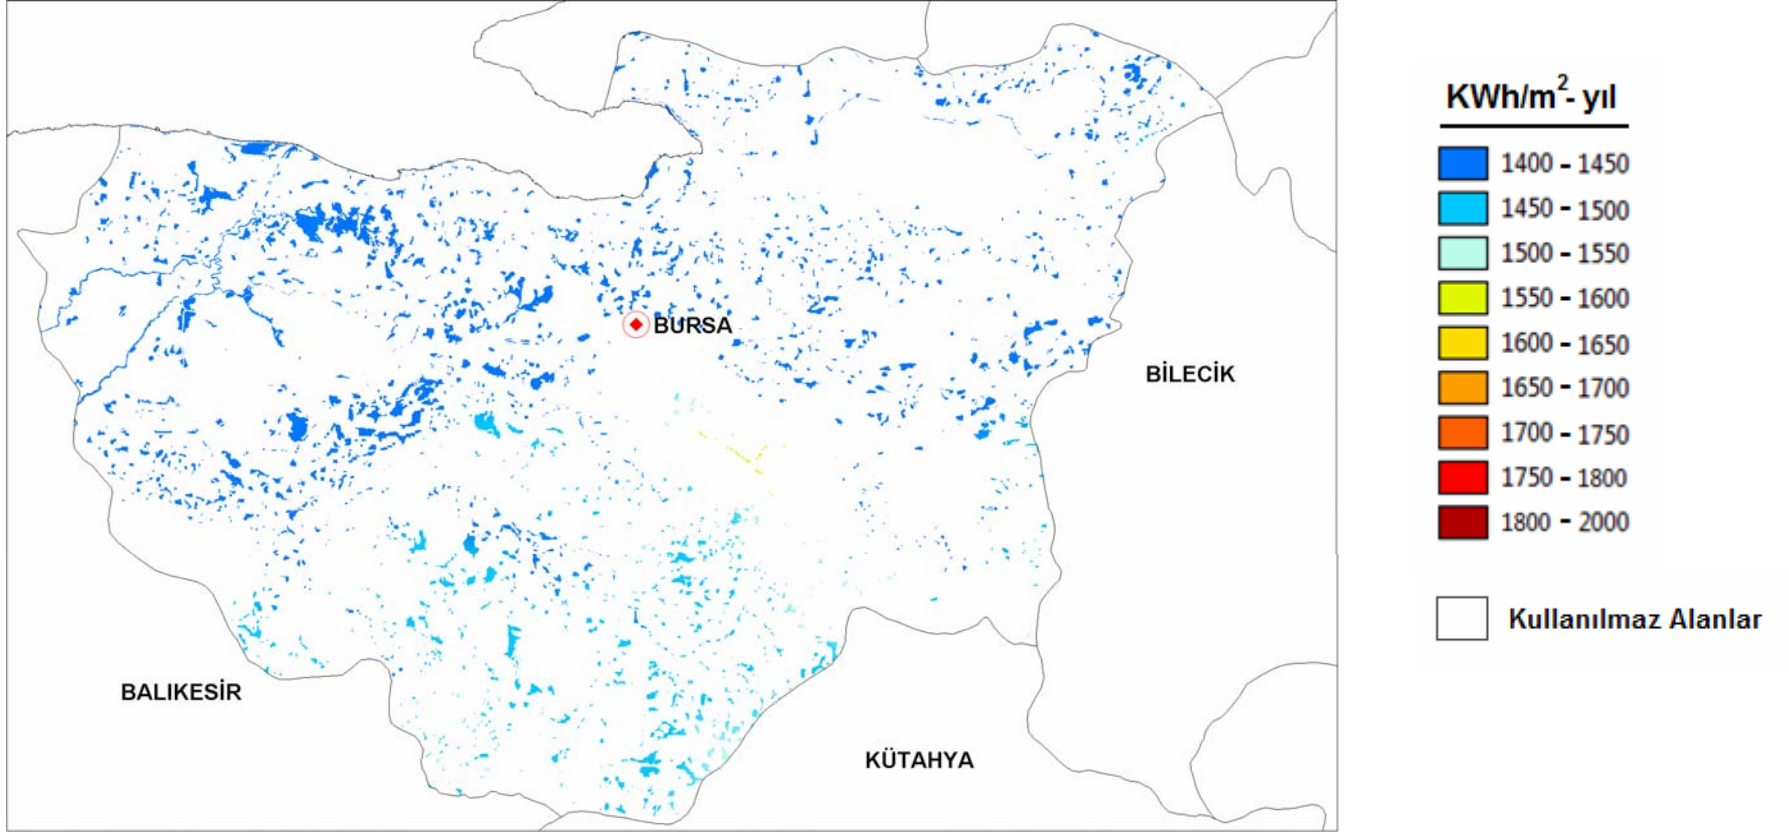 BURSA
BİLECİK
BALIKESİR
KÜTAHYA
KWh/m²- yıl
1400 - 1450
1450 - 1500
1500 - 1550
1550 - 1600
1600 - 1650
1650 - 1700
1700 - 1750
1750 - 1800
1800 - 2000
Kullanılmaz Alanlar